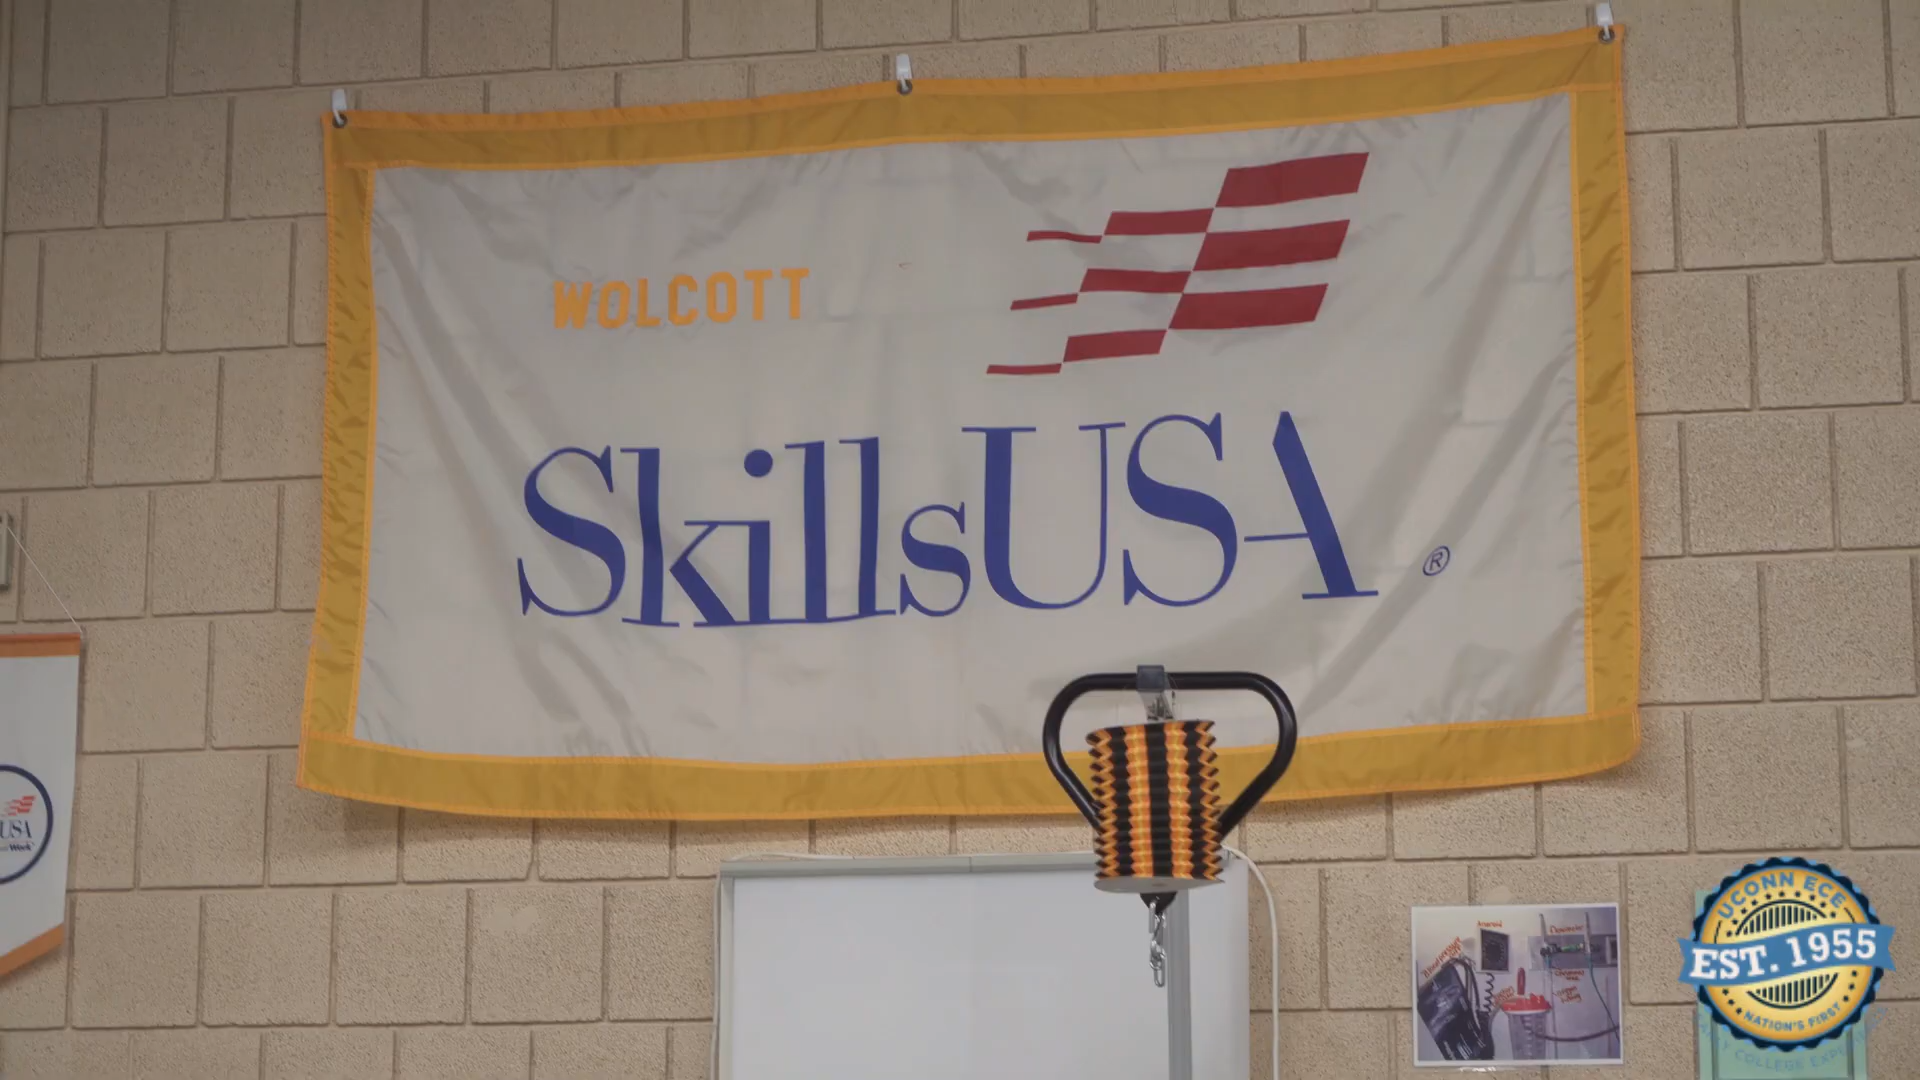 WOLCOTT
SkillsUSA ®
USA
UCONN ECE
EST. 1955
NATION'S FIRST